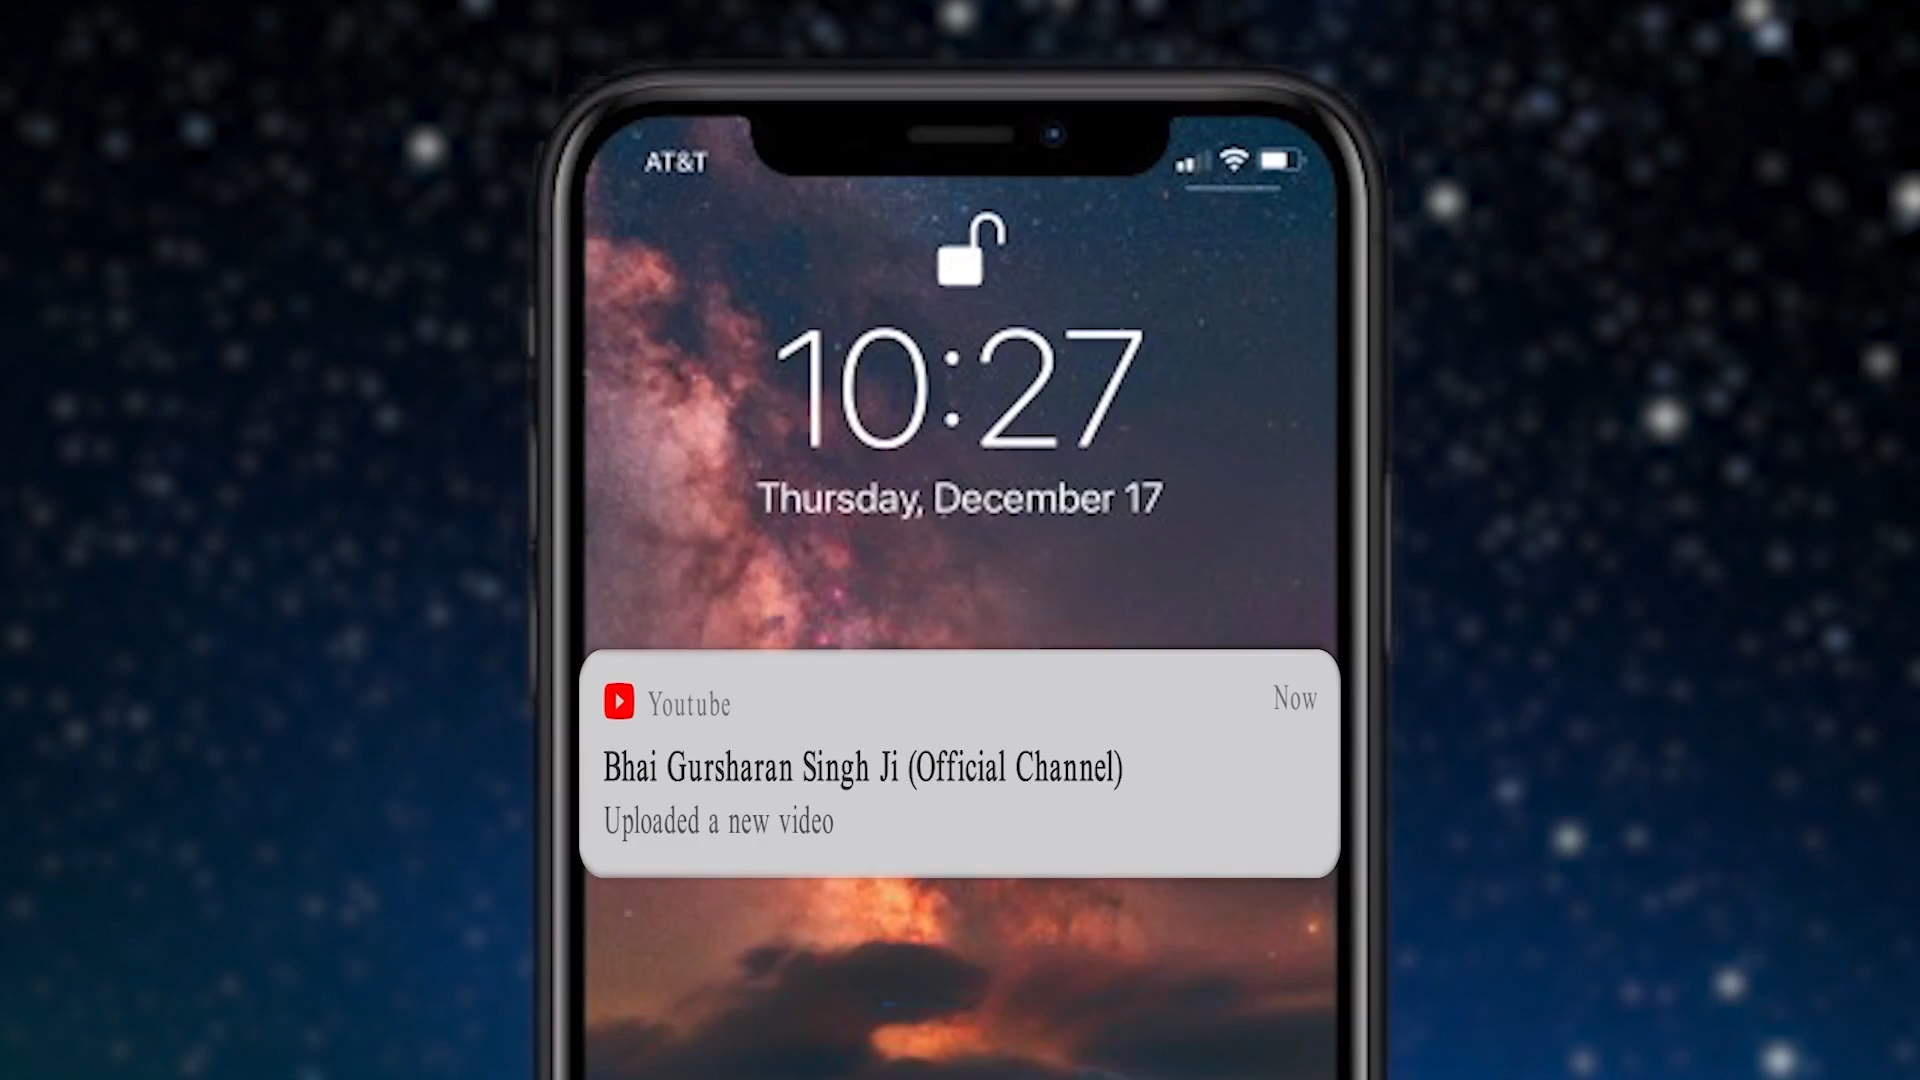 AT&T
10:27
Thursday, December 17
Youtube
Now
Bhai Gursharan Singh Ji (Official Channel)
Uploaded a new video